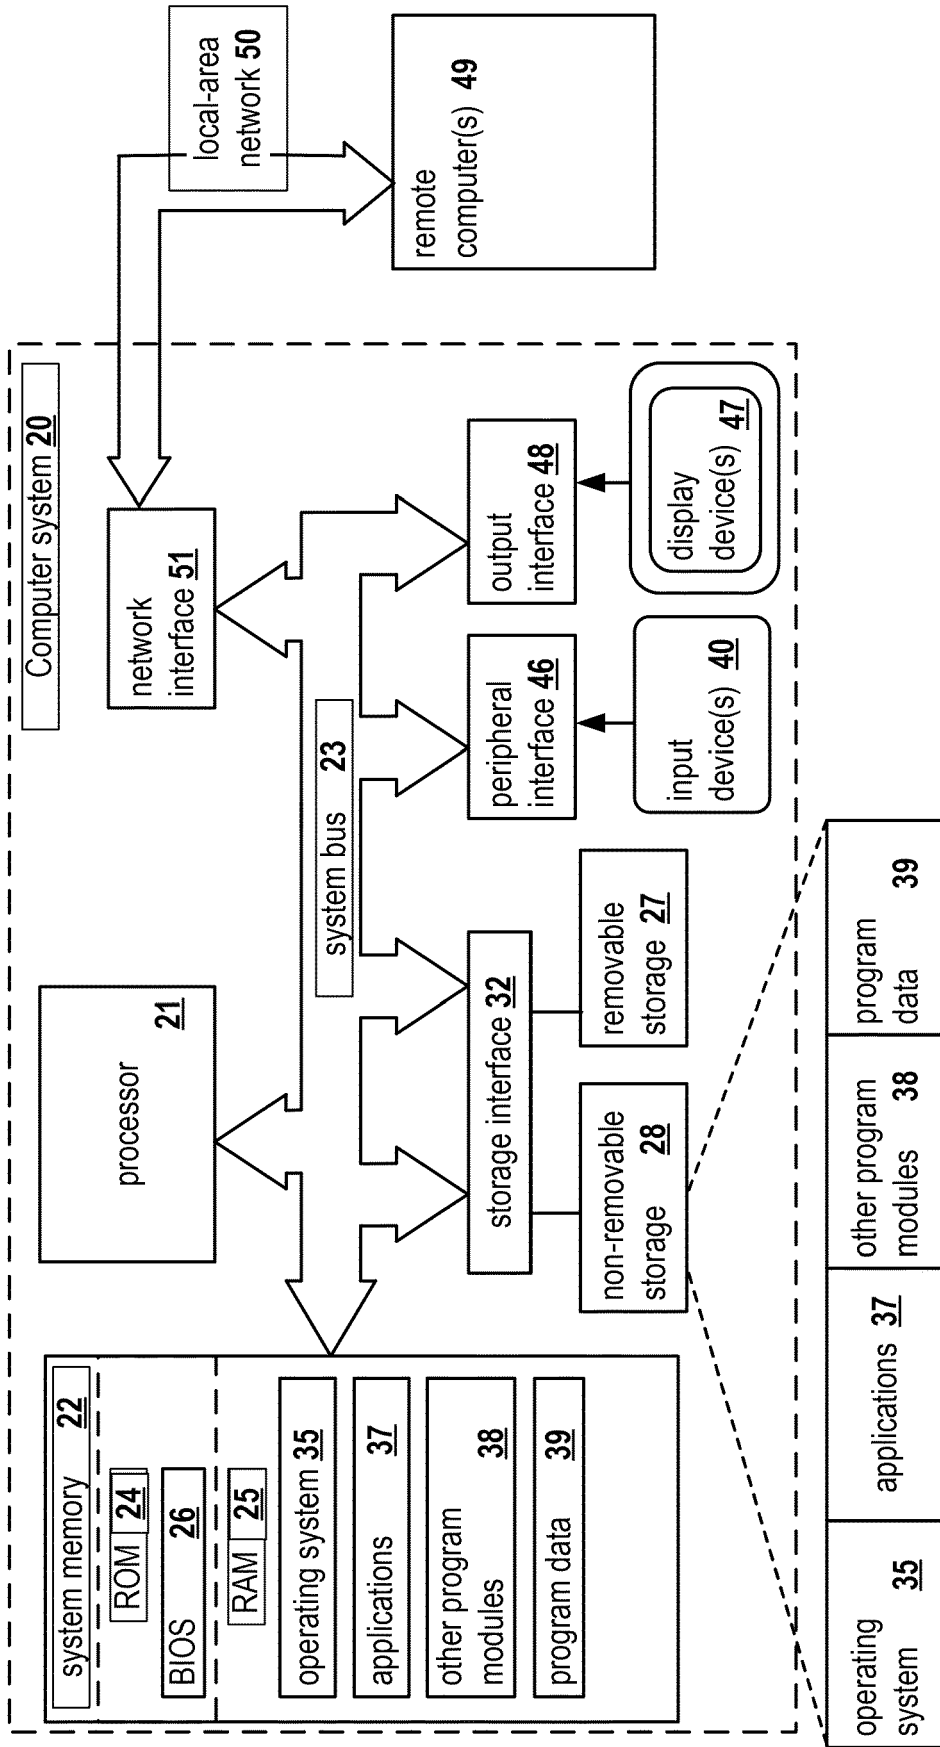 Computer system 20
system memory 22
ROM 24
BIOS 26
RAM 25
operating system 35
applications 37
other program
modules 38
program data 39
processor 21
system bus 23
network
interface 51
local-area
network 50
remote
computer(s) 49
storage interface 32
non-removable
storage 28
removable
storage 27
peripheral
interface 46
output
interface 48
input
device(s) 40
display
device(s) 47
operating
system 35
applications 37
other program
modules 38
program
data 39